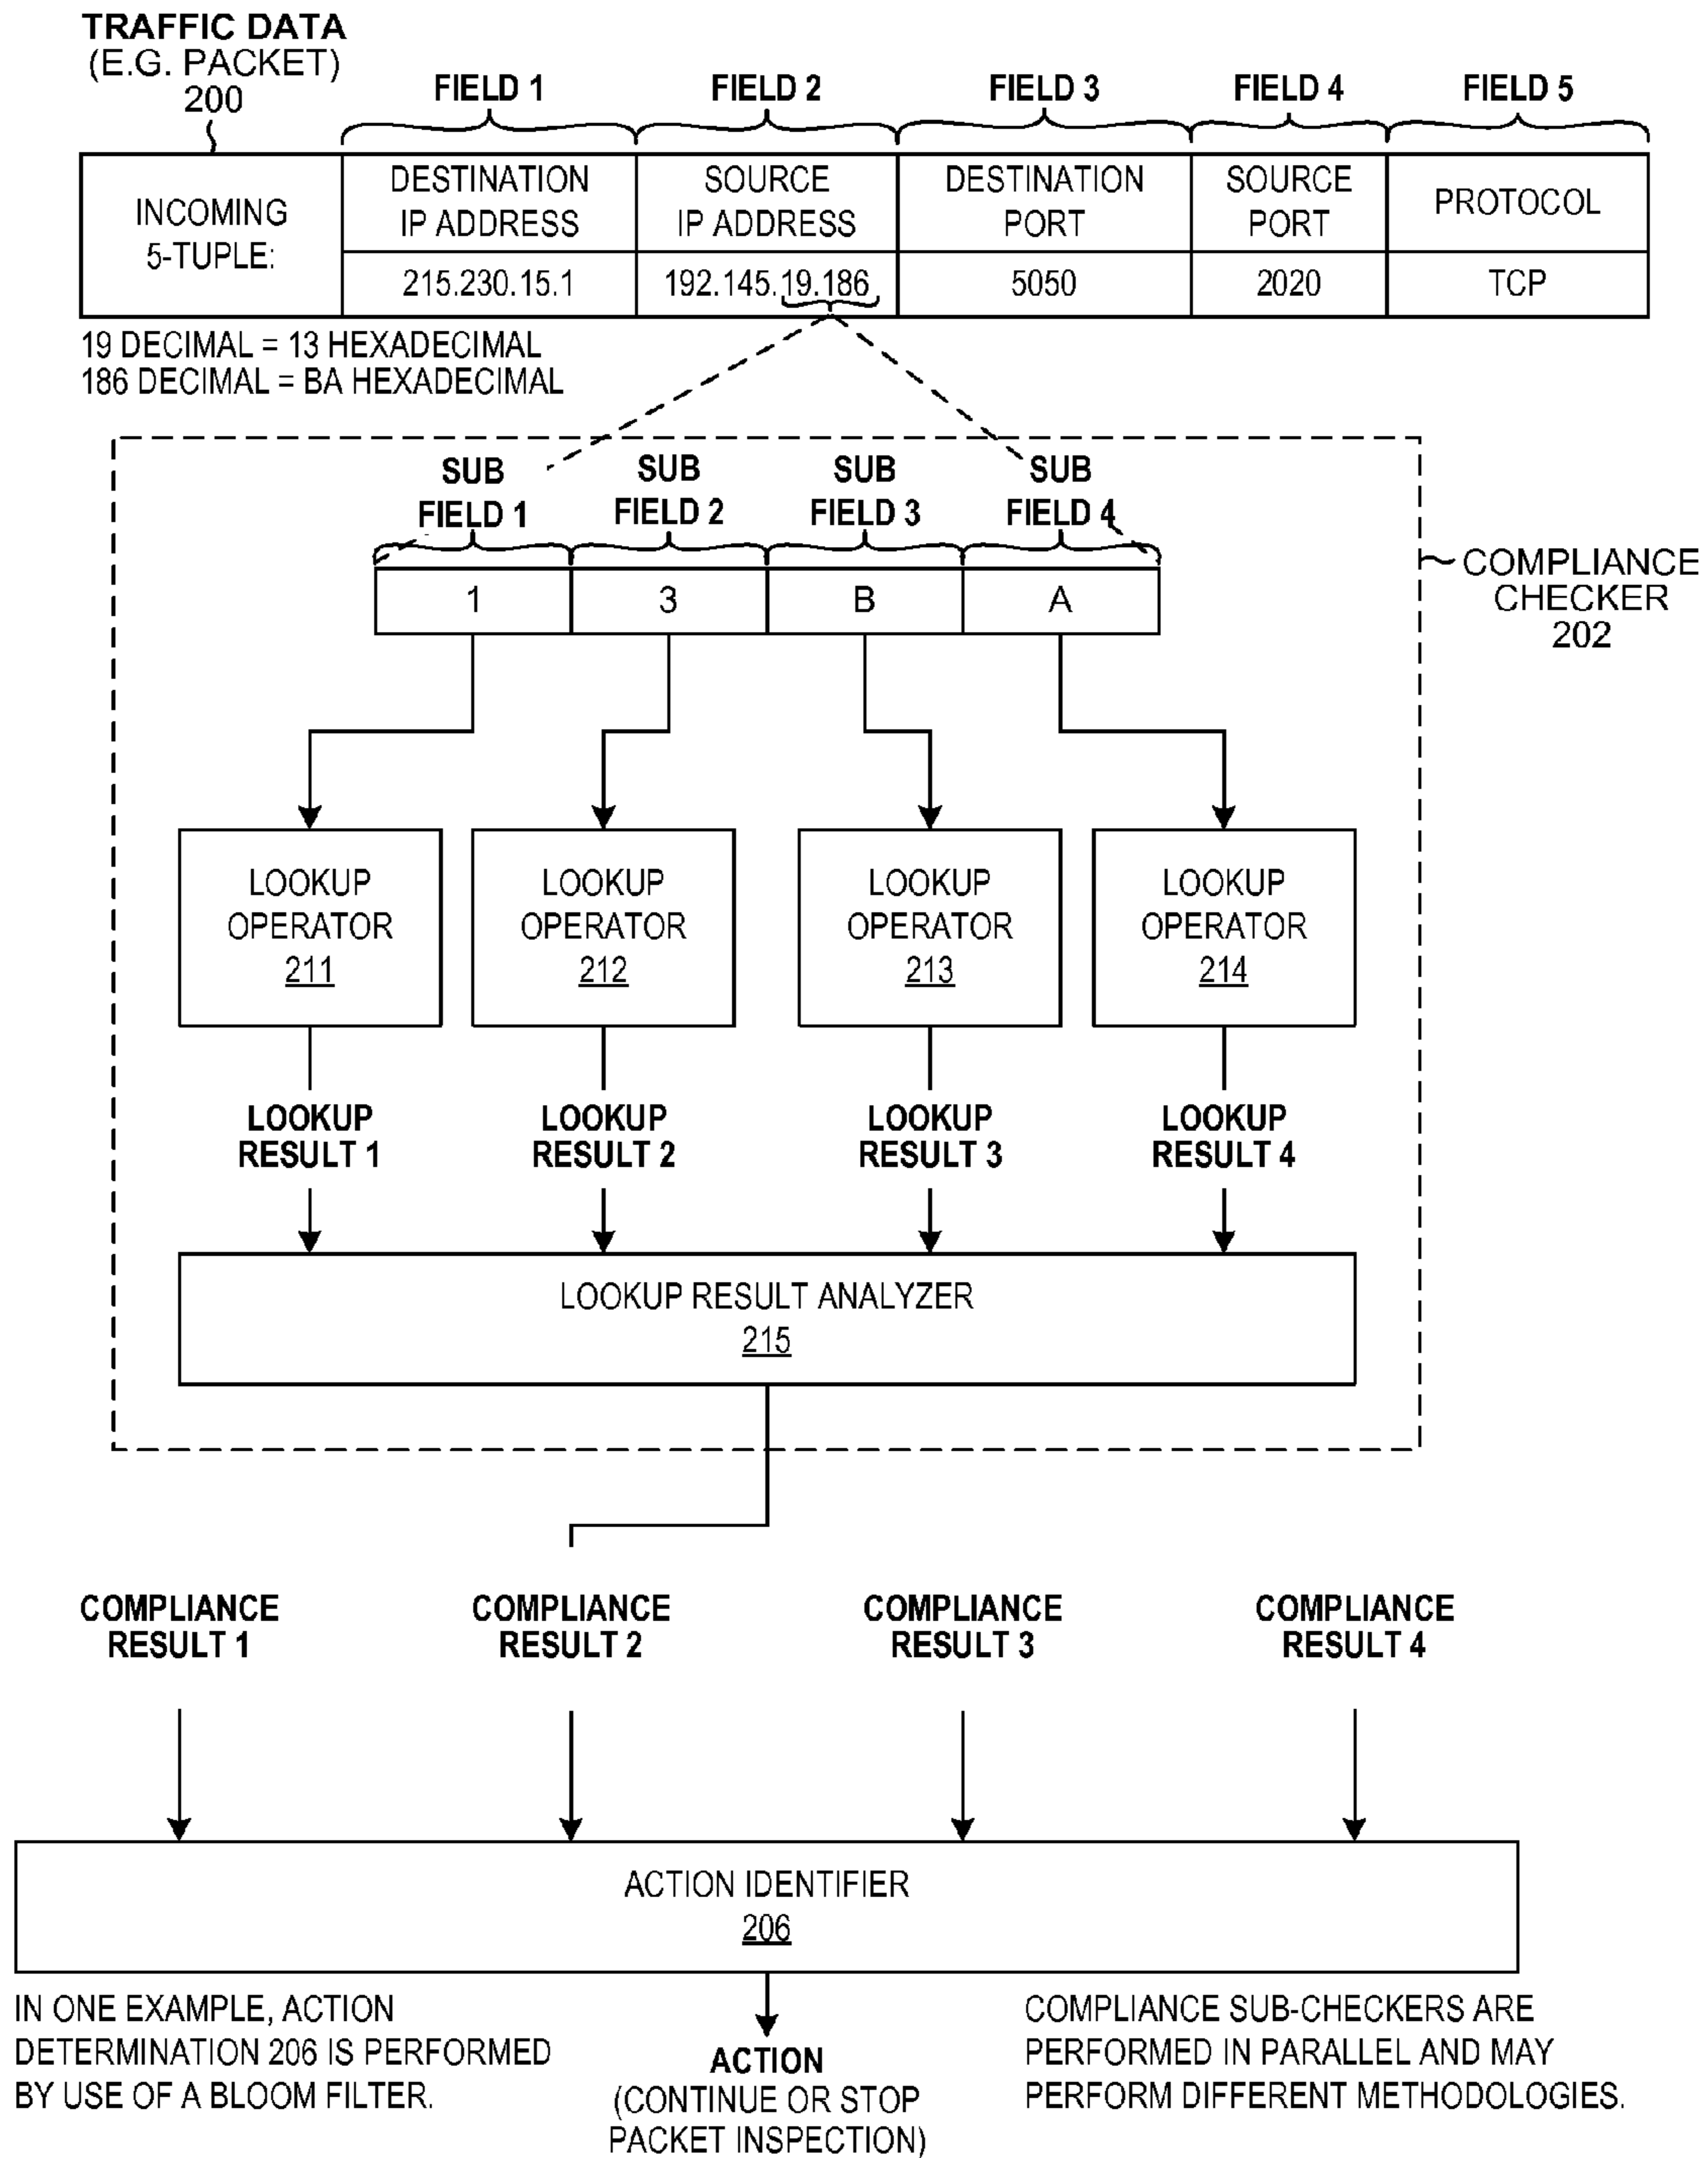 TRAFFIC DATA
(E.G. PACKET)
200
FIELD 1
FIELD 2
FIELD 3
FIELD 4
FIELD 5
INCOMING
5-TUPLE:
DESTINATION
IP ADDRESS
SOURCE
IP ADDRESS
DESTINATION
PORT
SOURCE
PORT
PROTOCOL
215.230.15.1
192.145.19.186
5050
2020
TCP
19 DECIMAL = 13 HEXADECIMAL
186 DECIMAL = BA HEXADECIMAL
SUB
FIELD 1
SUB
FIELD 2
SUB
FIELD 3
SUB
FIELD 4
1
3
B
A
COMPLIANCE
CHECKER
202
LOOKUP
OPERATOR
211
LOOKUP
OPERATOR
212
LOOKUP
OPERATOR
213
LOOKUP
OPERATOR
214
LOOKUP
RESULT 1
LOOKUP
RESULT 2
LOOKUP
RESULT 3
LOOKUP
RESULT 4
LOOKUP RESULT ANALYZER
215
COMPLIANCE
RESULT 1
COMPLIANCE
RESULT 2
COMPLIANCE
RESULT 3
COMPLIANCE
RESULT 4
ACTION IDENTIFIER
206
IN ONE EXAMPLE, ACTION
DETERMINATION 206 IS PERFORMED
BY USE OF A BLOOM FILTER.
ACTION
(CONTINUE OR STOP
PACKET INSPECTION)
COMPLIANCE SUB-CHECKERS ARE
PERFORMED IN PARALLEL AND MAY
PERFORM DIFFERENT METHODOLOGIES.